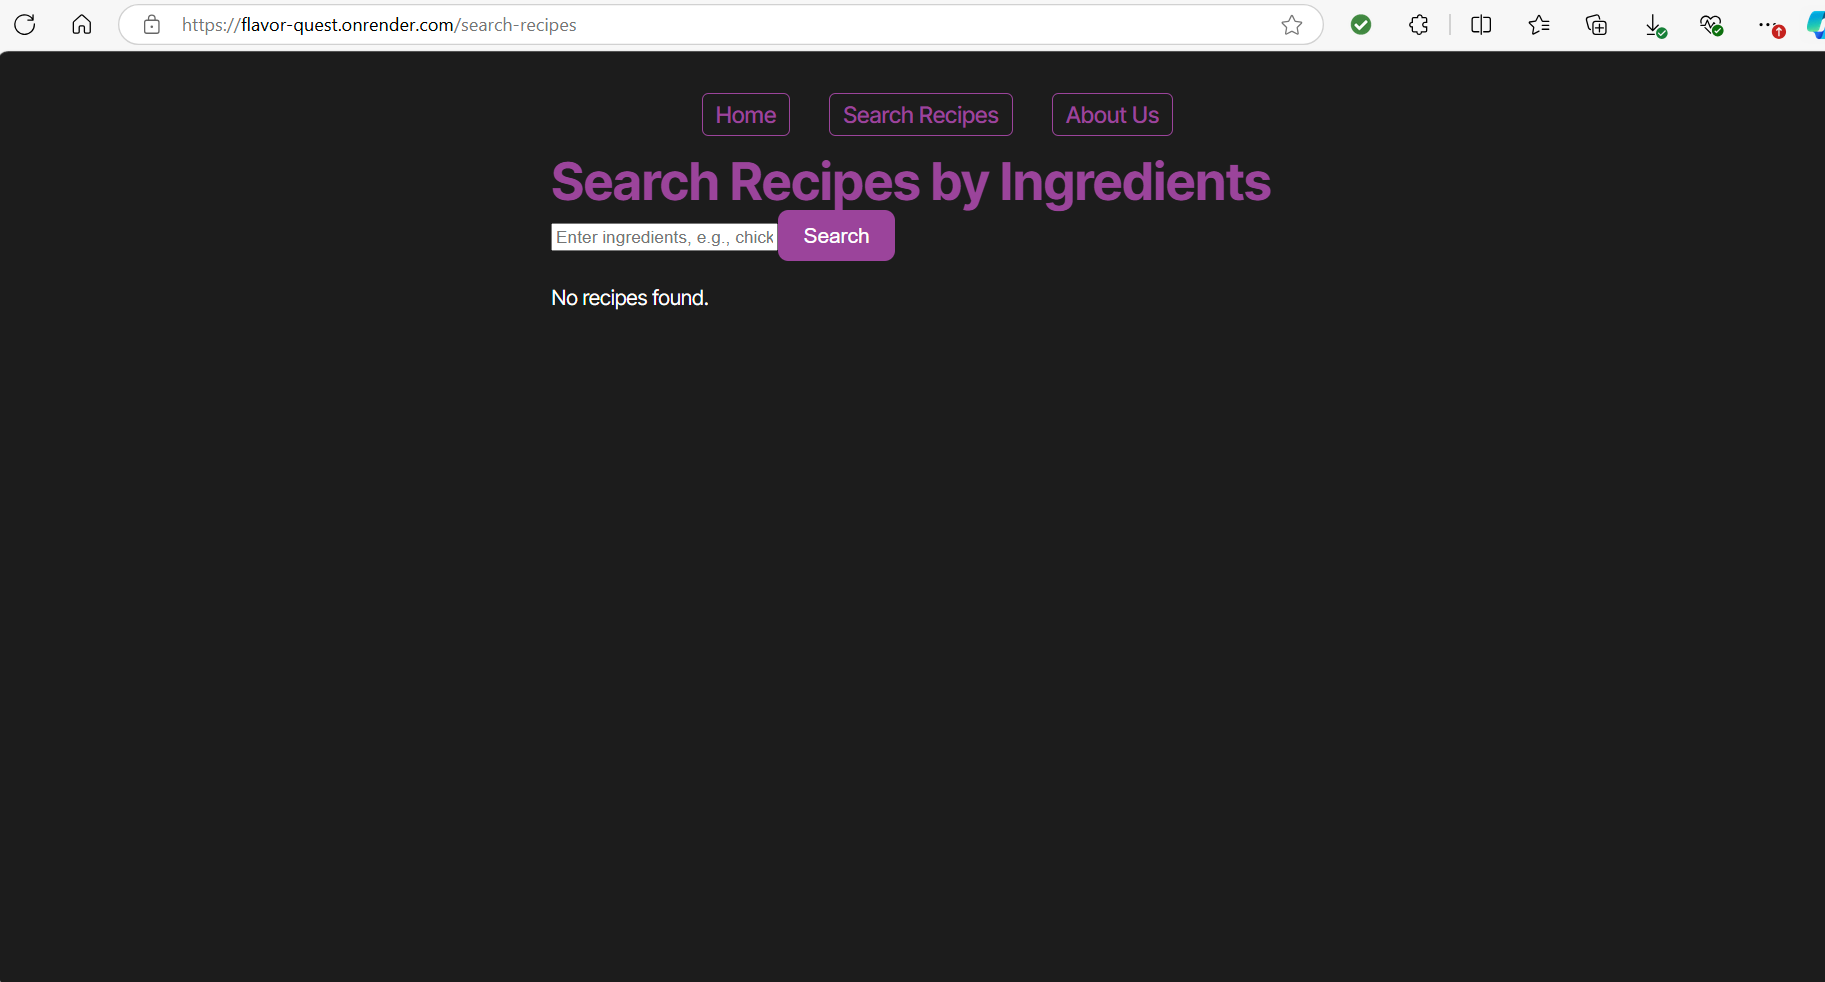 https://flavor-quest.onrender.com/search-recipes
Home Search Recipes About Us
Search Recipes by Ingredients
Enter ingredients, e.g., chick Search
No recipes found.